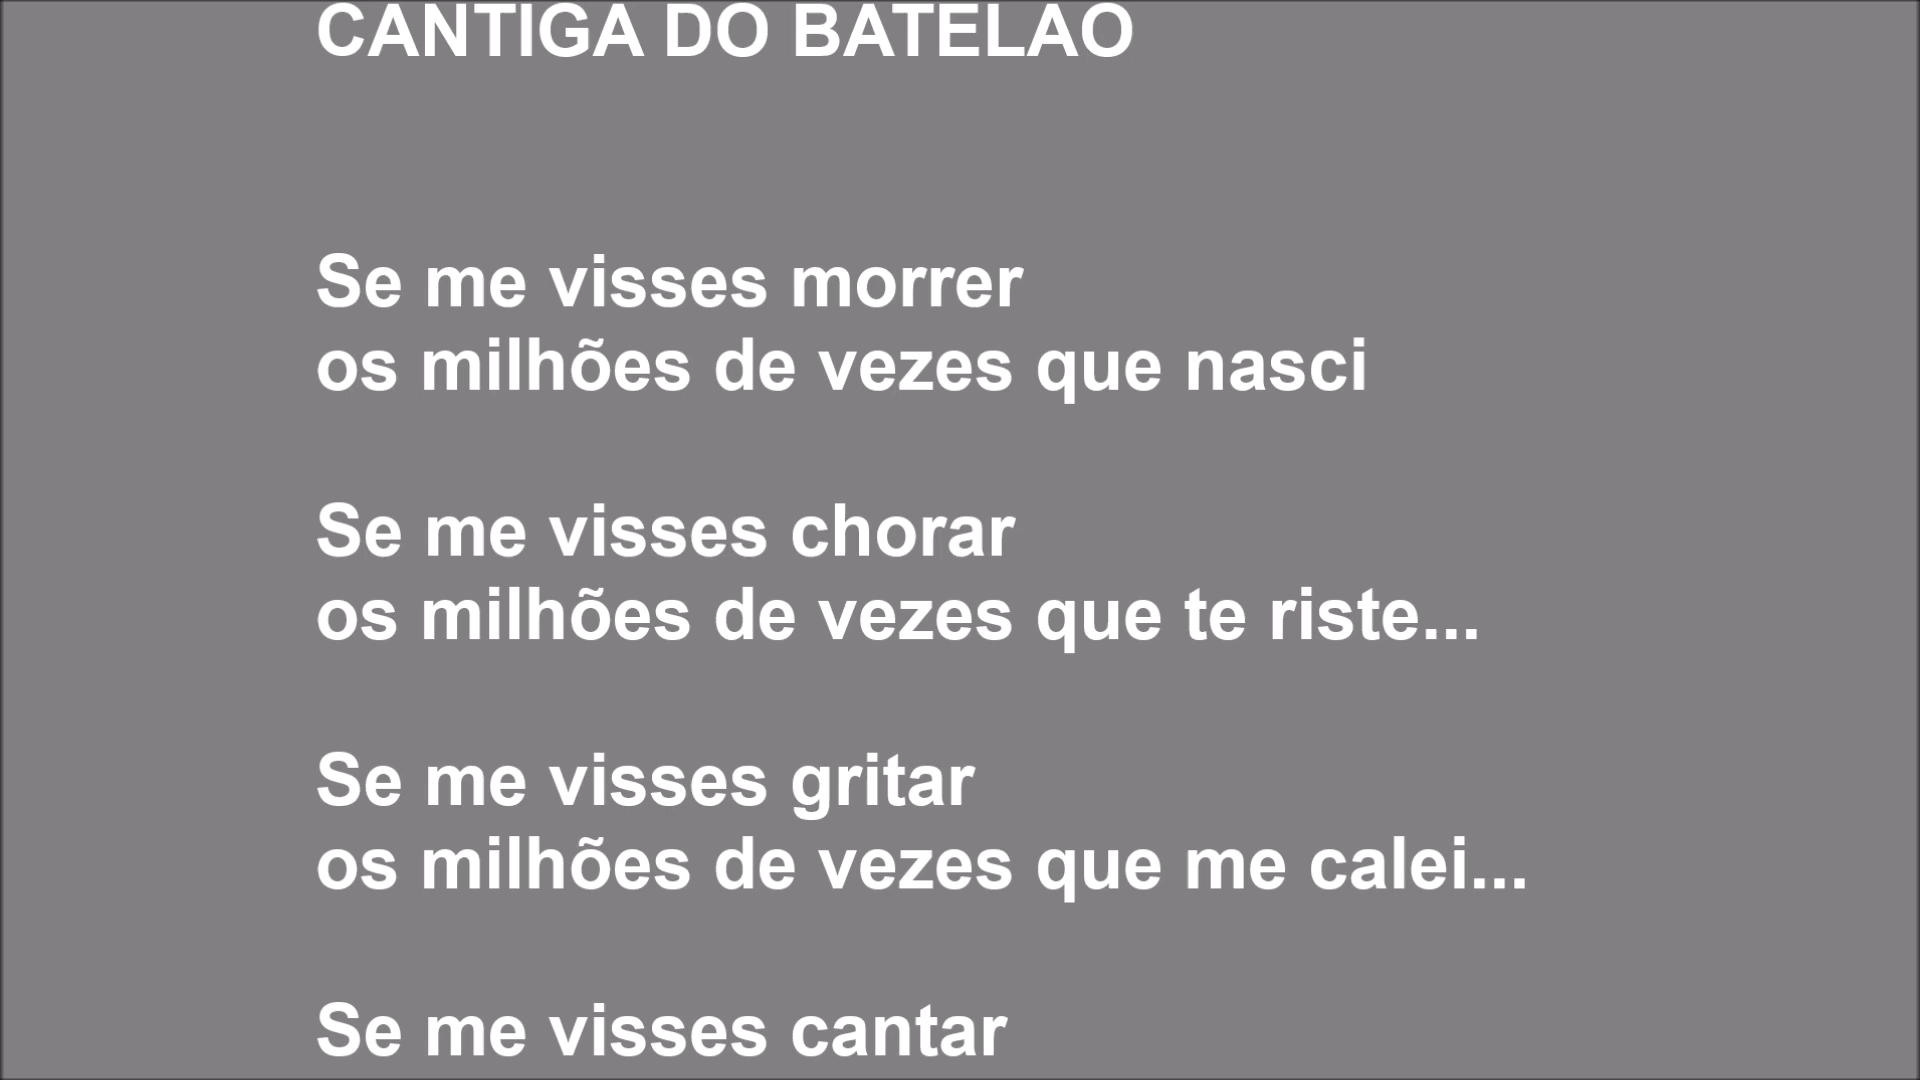 CANTIGA DO BATELAO
Se me visses morrer
os milhões de vezes que nasci
Se me visses chorar
os milhões de vezes que te riste...
Se me visses gritar
os milhões de vezes que me calei...
Se me visses cantar